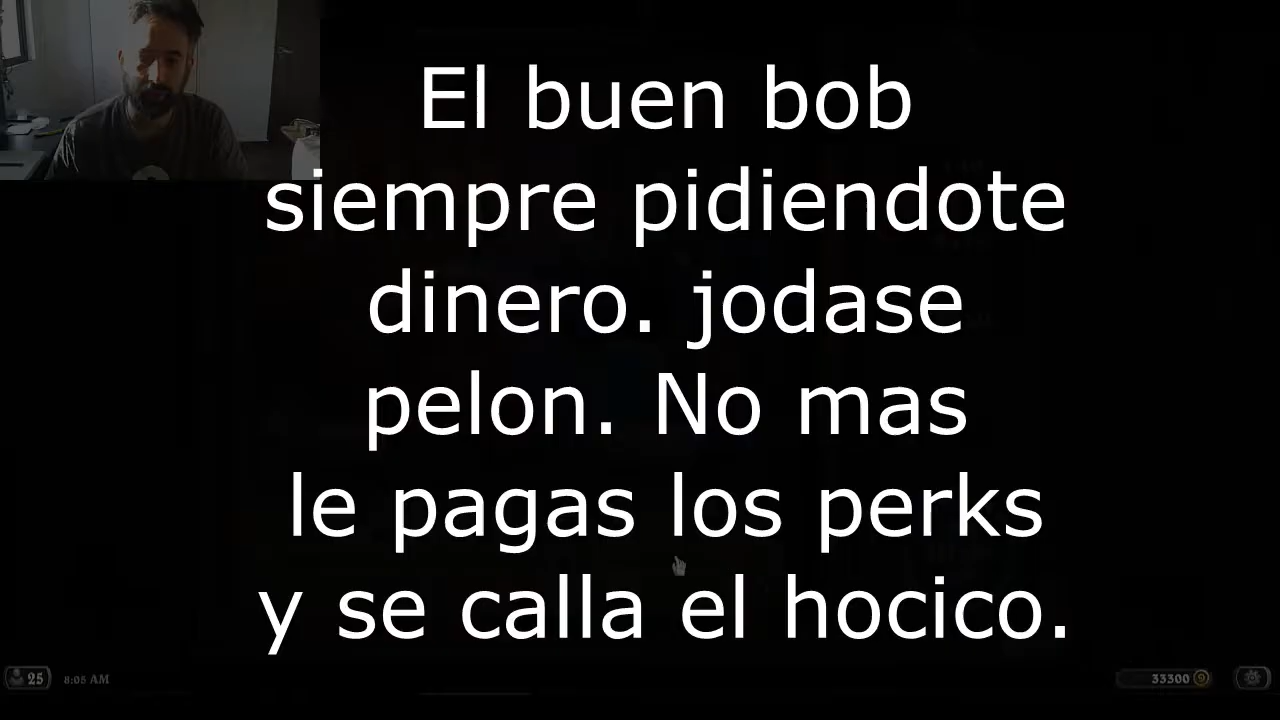 El buen bob
siempre pidiendote
dinero. jodase
pelon. No mas
le pagas los perks
y se calla el hocico.
25 8:05 AM 33300